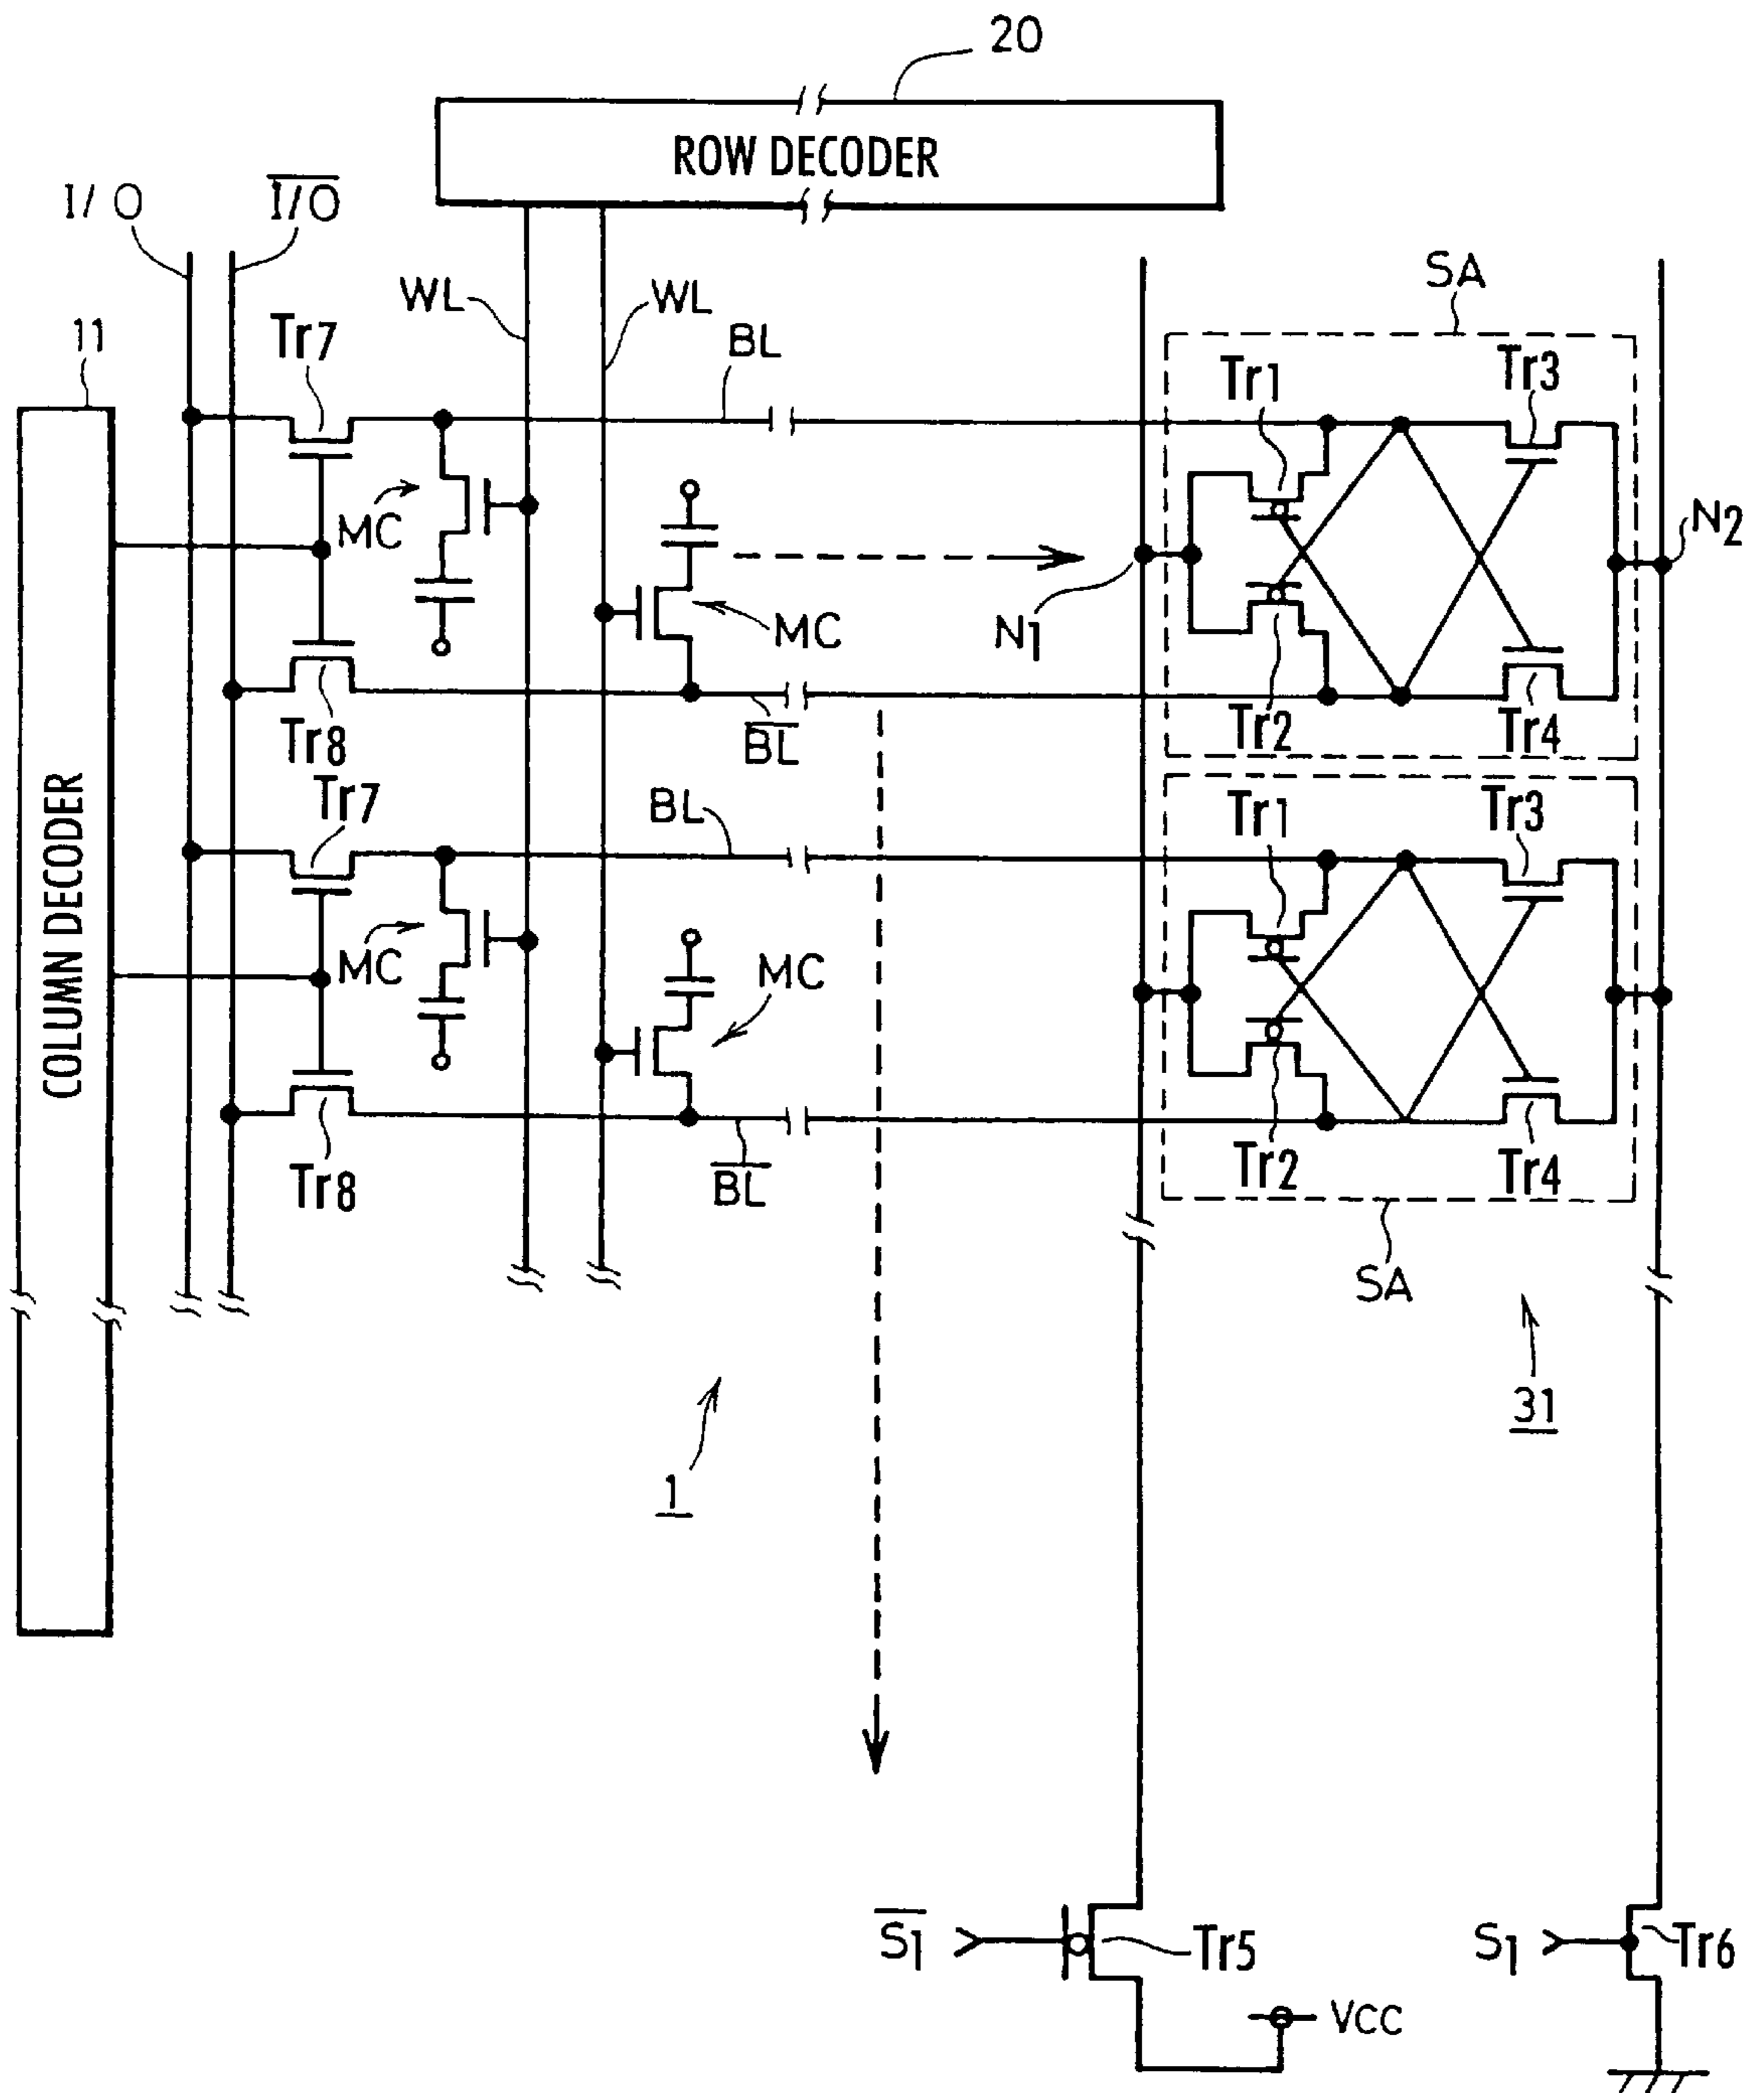 20
ROW DECODER
I/O
I/O
WL
WL
SA
11
Tr7
BL
Tr1
Tr3
MC
N2
MC
N1
Tr8
BL
Tr2
Tr4
COLUMN DECODER
Tr7
BL
Tr1
Tr3
MC
MC
Tr8
BL
Tr2
Tr4
SA
31
1
S1
Tr5
S1
Tr6
VCC